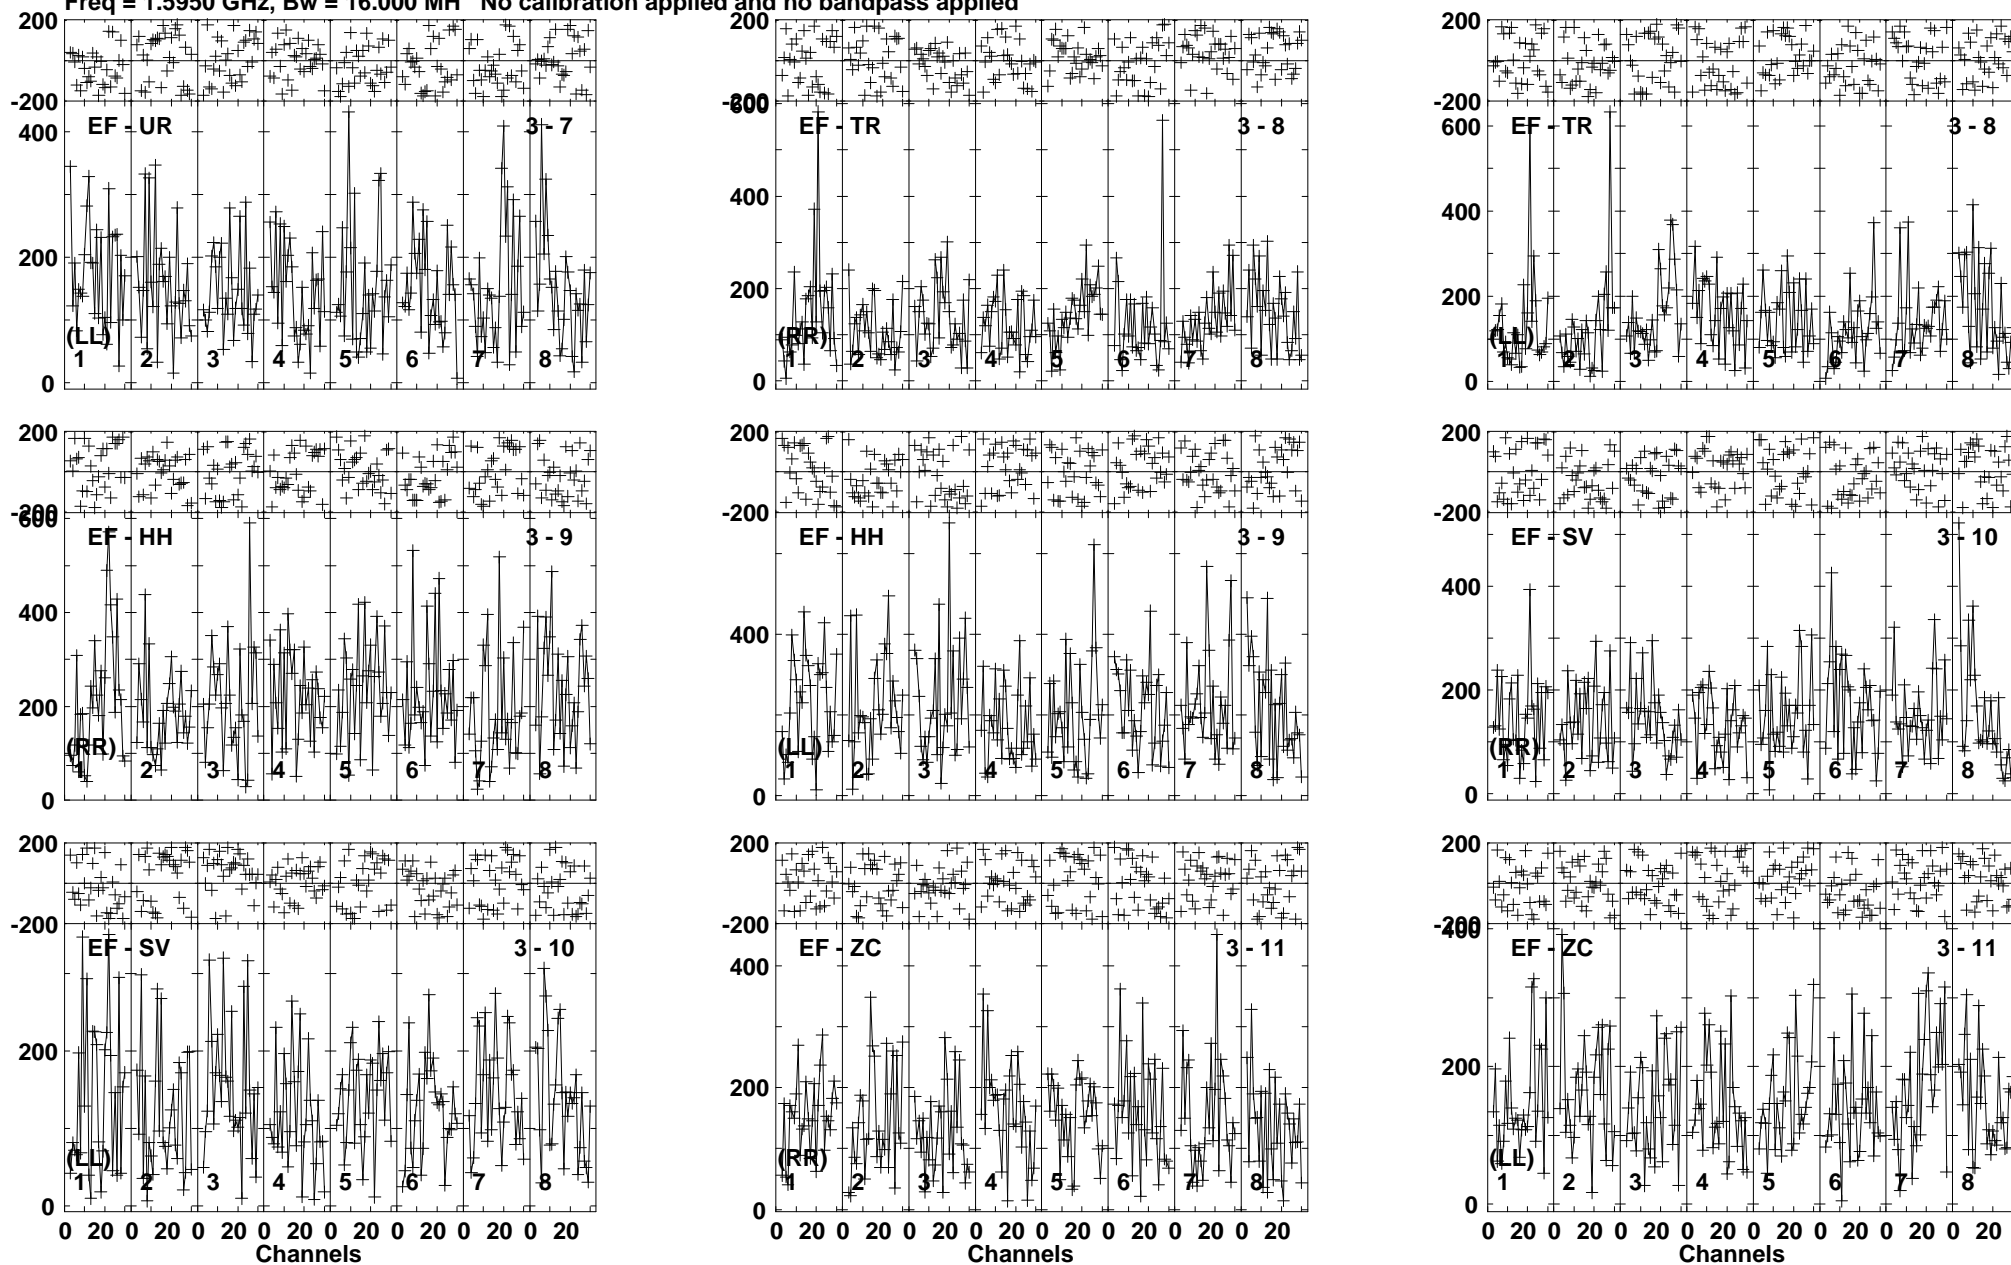 Freq = 1.5950 GHz, Bw = 16.000 MH No calibration applied and no bandpass applied
200 200 200
-200 -200 -200
EF - UR 3 - 7 EF - TR 3 - 8 EF - TR 3 - 8
400 600 600
200 400 400
0 200 200
0 0
(LL) (RR) (LL)
1 2 3 4 5 6 7 8 1 2 3 4 5 6 7 8 1 2 3 4 5 6 7 8
200 200 200
-200 -200 -200
EF - HH 3 - 9 EF - HH 3 - 9 EF - SV 3 - 10
600 400 400
400 0 200
200 0
0
(RR) (LL) (RR)
1 2 3 4 5 6 7 8 1 2 3 4 5 6 7 8 1 2 3 4 5 6 7 8
200 200 200
-200 -200 -200
EF - SV 3 - 10 EF - ZC 3 - 11 EF - ZC 3 - 11
200 400 400
0 200 200
0 0
(LL) (RR) (LL)
1 2 3 4 5 6 7 8 1 2 3 4 5 6 7 8 1 2 3 4 5 6 7 8
0 20 0 20 0 20 0 20 0 20 0 20 0 20 0 20 0 20 0 20 0 20 0 20 0 20 0 20 0 20 0 20 0 20 0 20 0 20 0 20 0 20 0 20 0 20 0 20
Channels Channels Channels